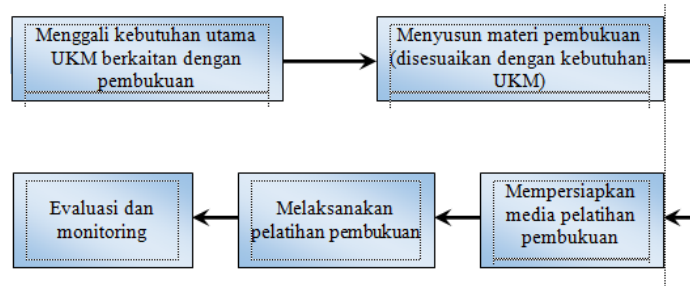 Menggali kebutuhan utama
UKM berkaitan dengan
pembukuan
Menyusun materi pembukuan
(disesuaikan dengan kebutuhan
UKM)
Mempersiapkan
media pelatihan
pembukuan
Melaksanakan
pelatihan pembukuan
Evaluasi dan
monitoring